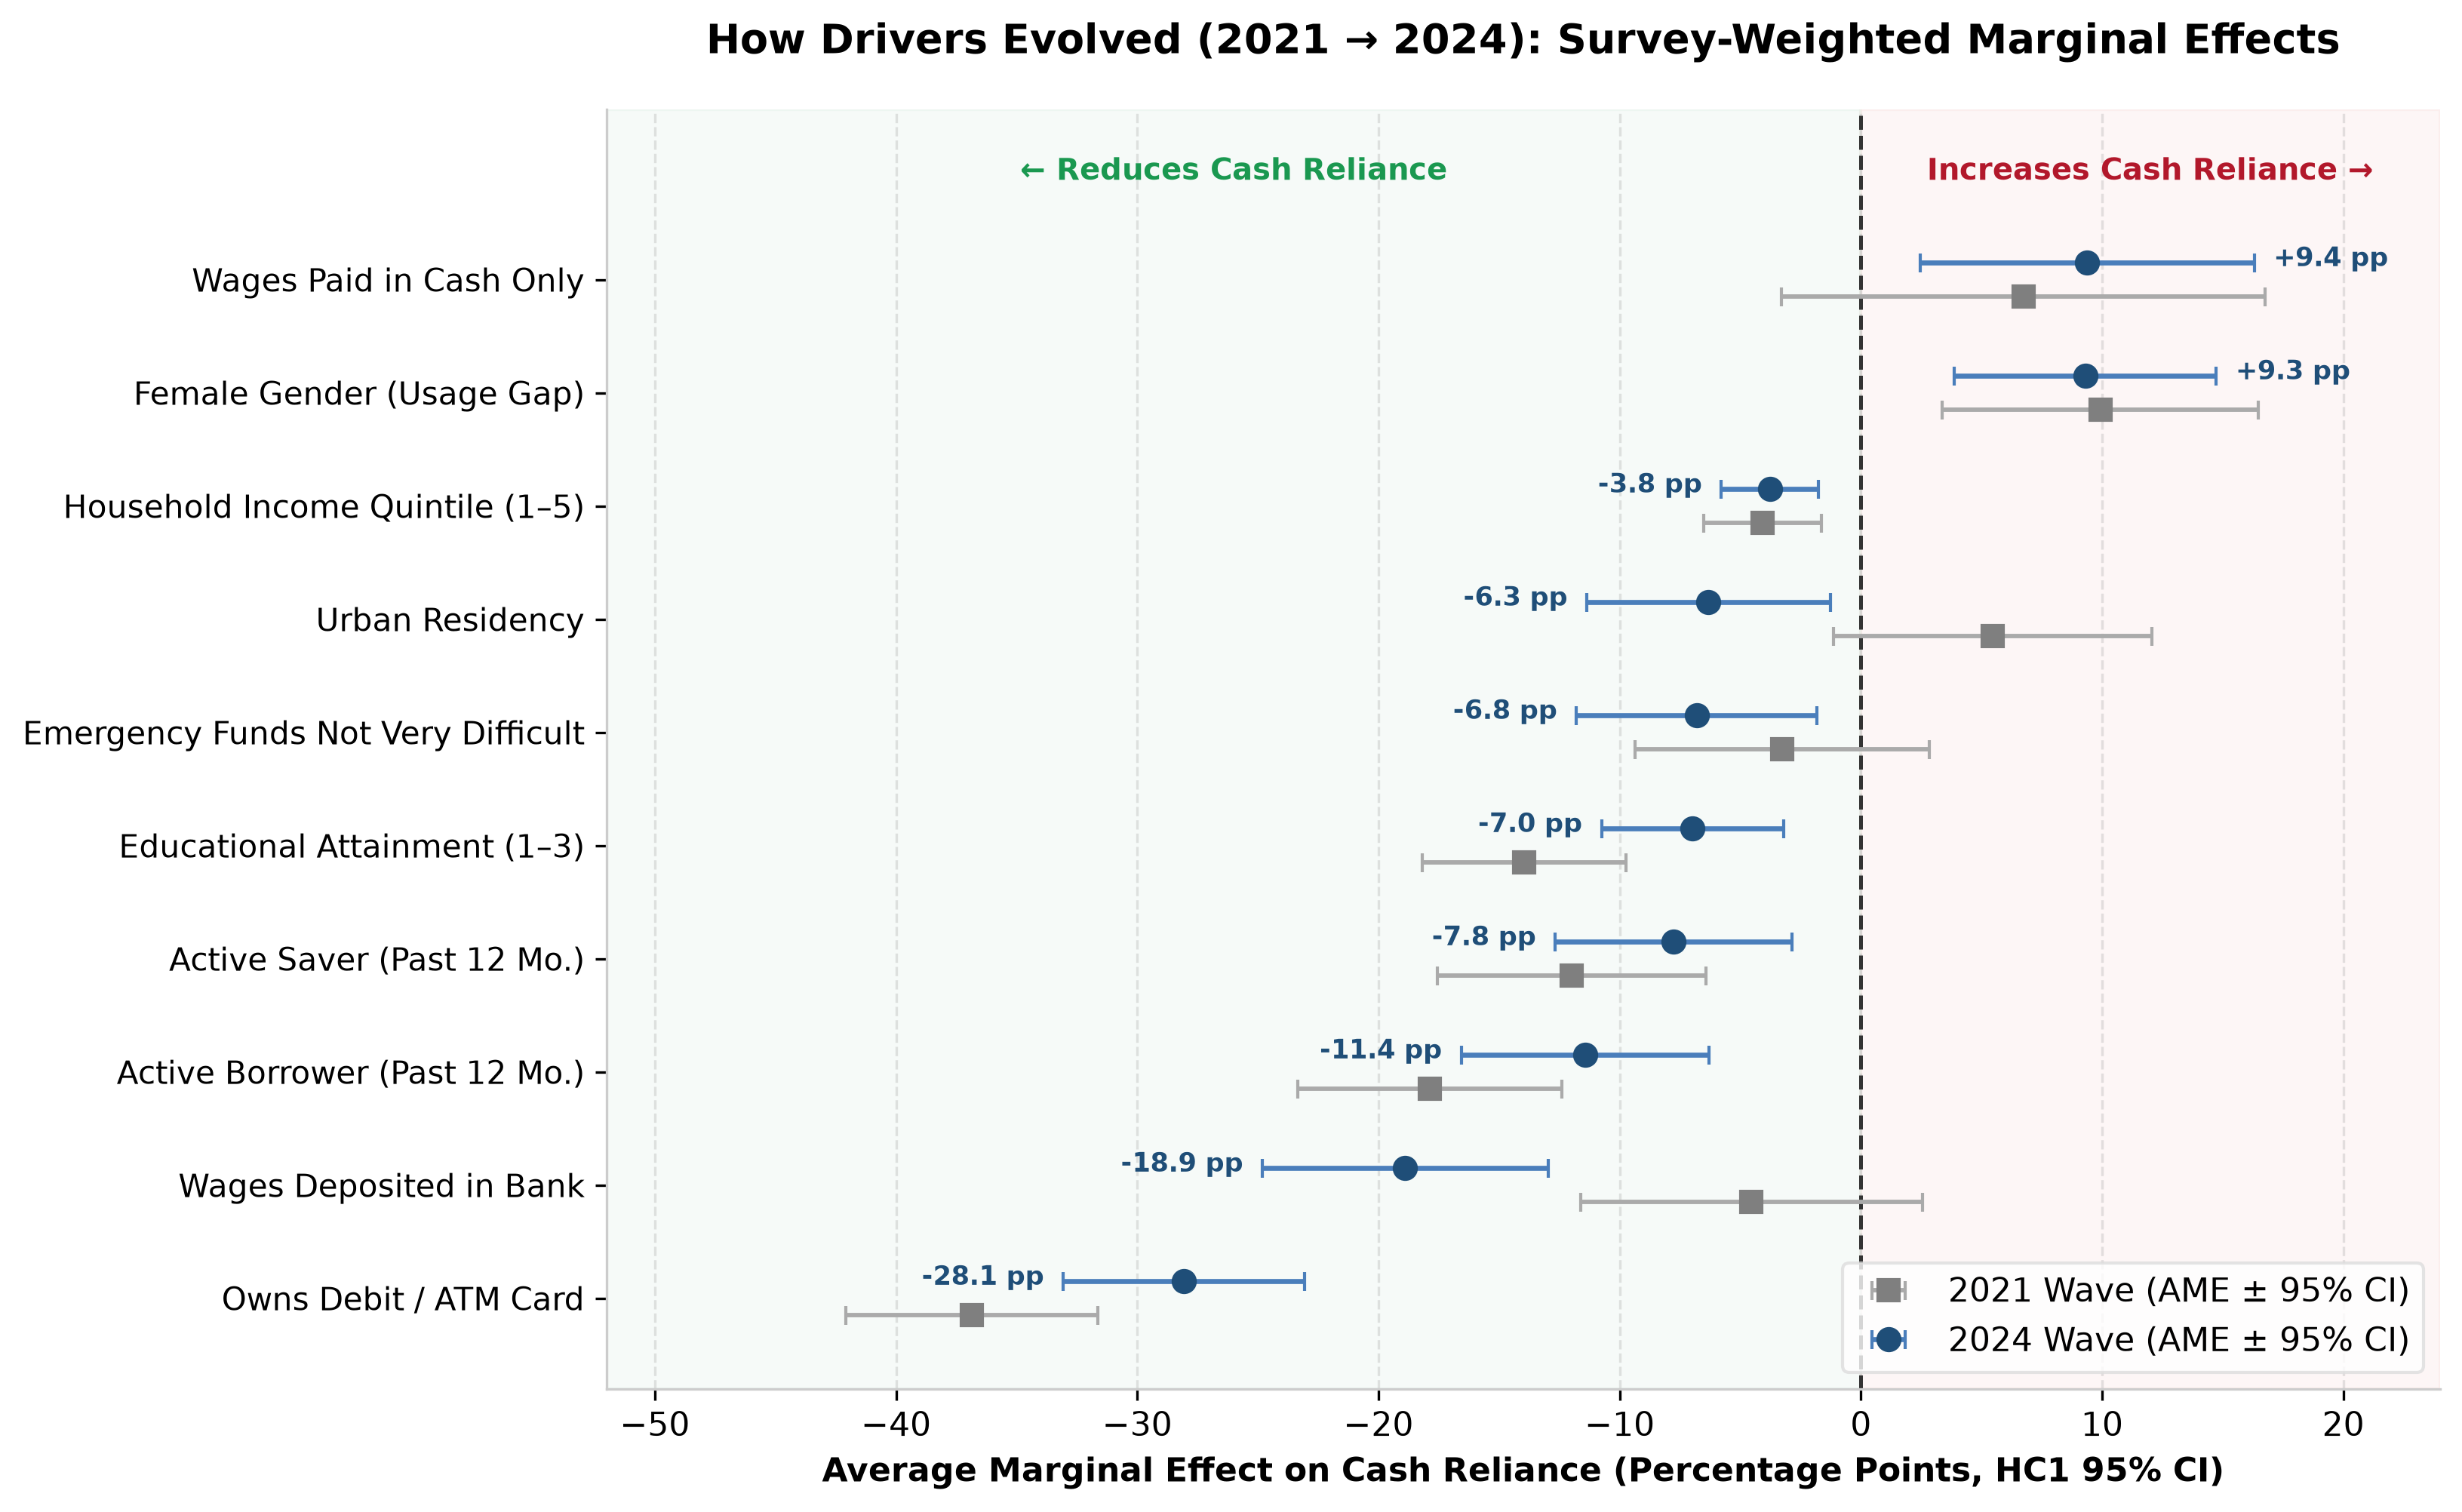 How Drivers Evolved (2021 → 2024): Survey-Weighted Marginal Effects
← Reduces Cash Reliance
Increases Cash Reliance →
Wages Paid in Cash Only
+9.4 pp
Female Gender (Usage Gap)
+9.3 pp
Household Income Quintile (1–5)
-3.8 pp
Urban Residency
-6.3 pp
Emergency Funds Not Very Difficult
-6.8 pp
Educational Attainment (1–3)
-7.0 pp
Active Saver (Past 12 Mo.)
-7.8 pp
Active Borrower (Past 12 Mo.)
-11.4 pp
Wages Deposited in Bank
-18.9 pp
Owns Debit / ATM Card
-28.1 pp
2021 Wave (AME ± 95% CI)
2024 Wave (AME ± 95% CI)
−50 −40 −30 −20 −10 0 10 20
Average Marginal Effect on Cash Reliance (Percentage Points, HC1 95% CI)